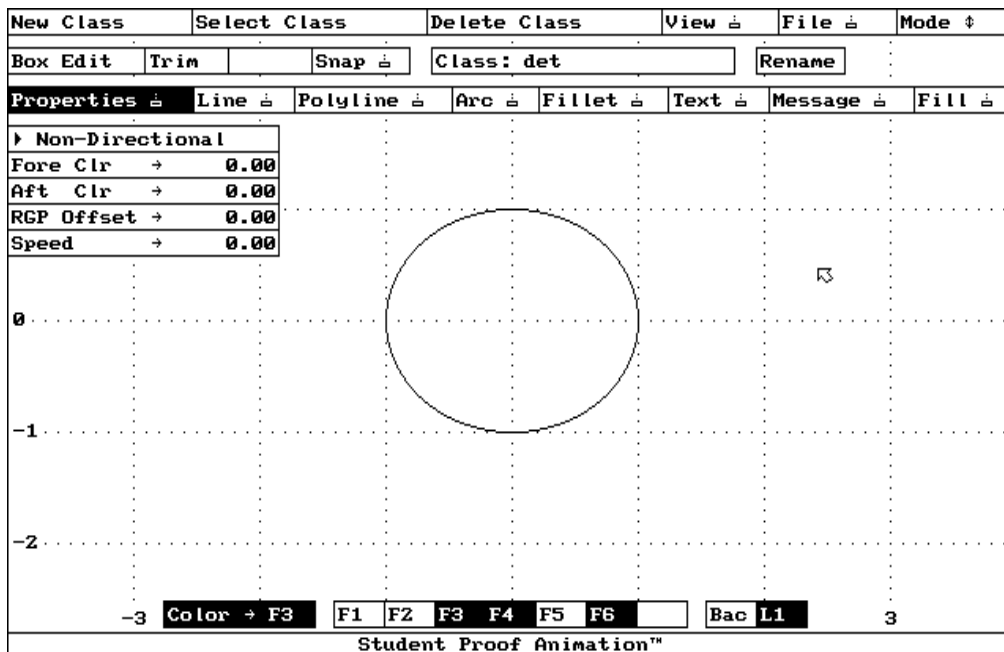 New Class Select Class Delete Class View File Mode
Box Edit Trim Snap Class: det Rename
Properties Line Polyline Arc Fillet Text Message Fill
Non-Directional
Fore Clr → 0.00
Aft Clr → 0.00
RGP Offset → 0.00
Speed → 0.00
0
-1
-2
-3 Color → F3 F1 F2 F3 F4 F5 F6 Bac L1 3
Student Proof Animation™